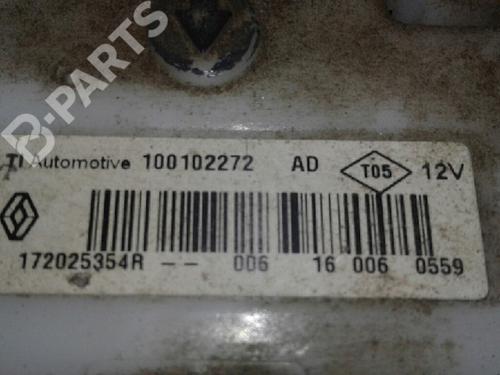 B-PARTS
TI Automotive 100102272 AD T05 12V
172025354R -- 006 16 006 0559